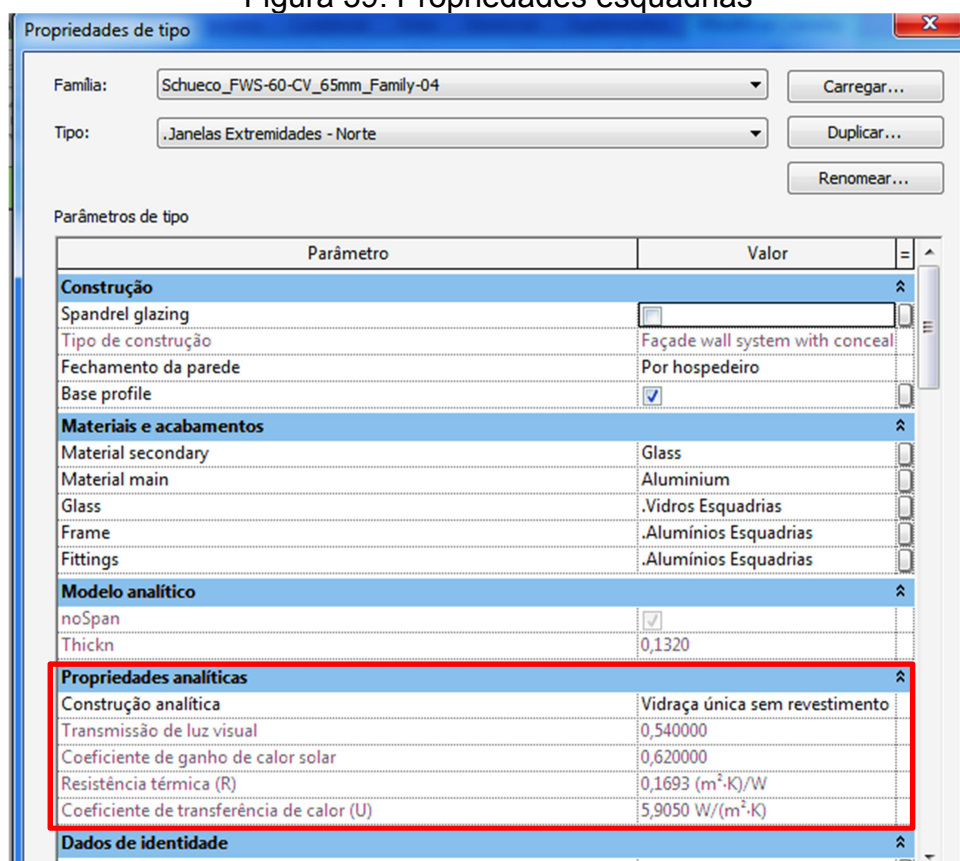 Figura 39: Propriedades esquadrias
Propriedades de tipo
Família: Schueco_FWS-60-CV_65mm_Family-04 Carregar...
Tipo: .Janelas Extremidades - Norte Duplicar...
Renomear...
Parâmetros de tipo
Parâmetro Valor =
Construção
Spandrel glazing
Tipo de construção Façade wall system with conceal
Fechamento da parede Por hospedeiro
Base profile
Materiais e acabamentos
Material secondary Glass
Material main Aluminium
Glass .Vidros Esquadrias
Frame .Alumínios Esquadrias
Fittings .Alumínios Esquadrias
Modelo analítico
noSpan
Thickn 0,1320
Propriedades analíticas
Construção analítica Vidraça única sem revestimento
Transmissão de luz visual 0,540000
Coeficiente de ganho de calor solar 0,620000
Resistência térmica (R) 0,1693 (m²·K)/W
Coeficiente de transferência de calor (U) 5,9050 W/(m²·K)
Dados de identidade